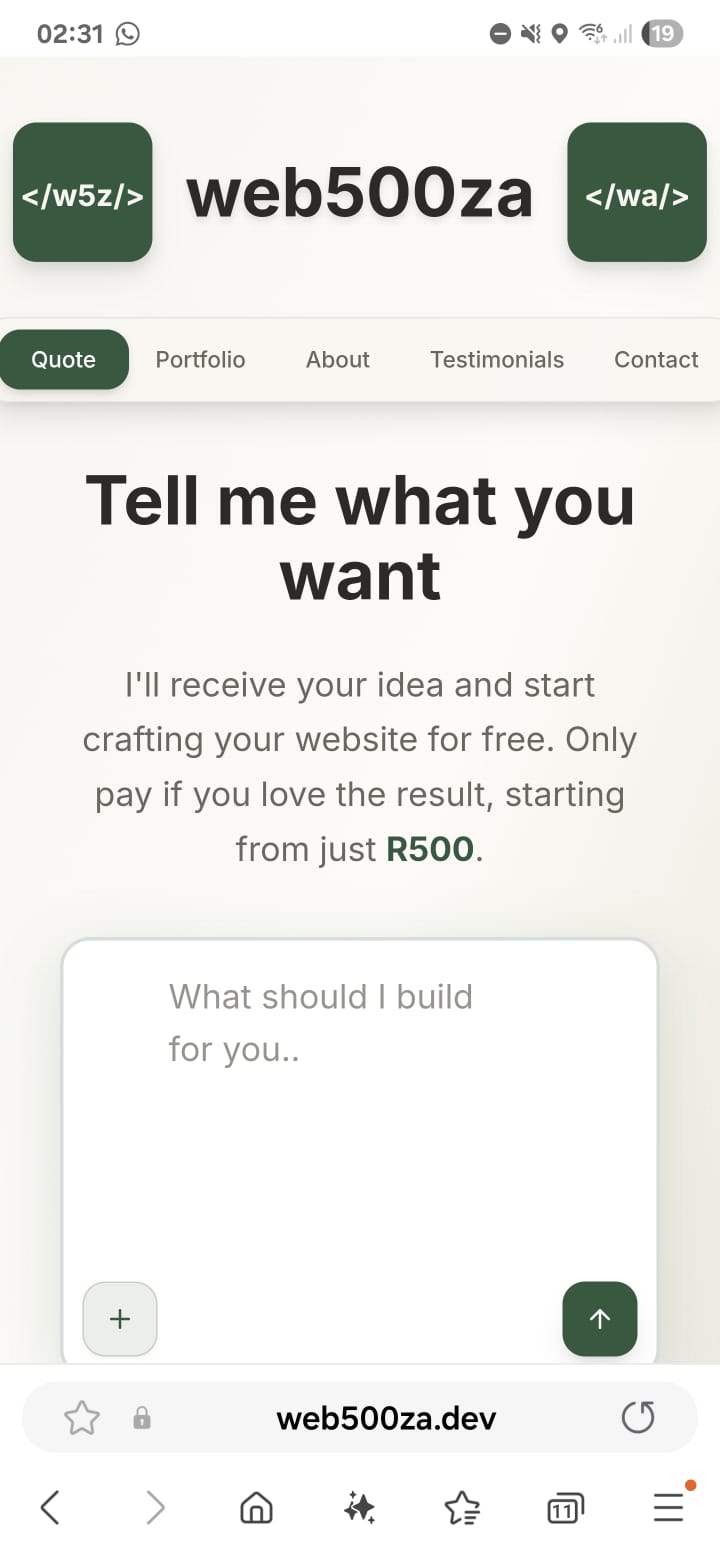 02:31
6
19
</w5z/>
web500za
</wa/>
Quote
Portfolio
About
Testimonials
Contact
Tell me what you
want
I'll receive your idea and start
crafting your website for free. Only
pay if you love the result, starting
from just R500.
What should I build
for you..
web500za.dev
11